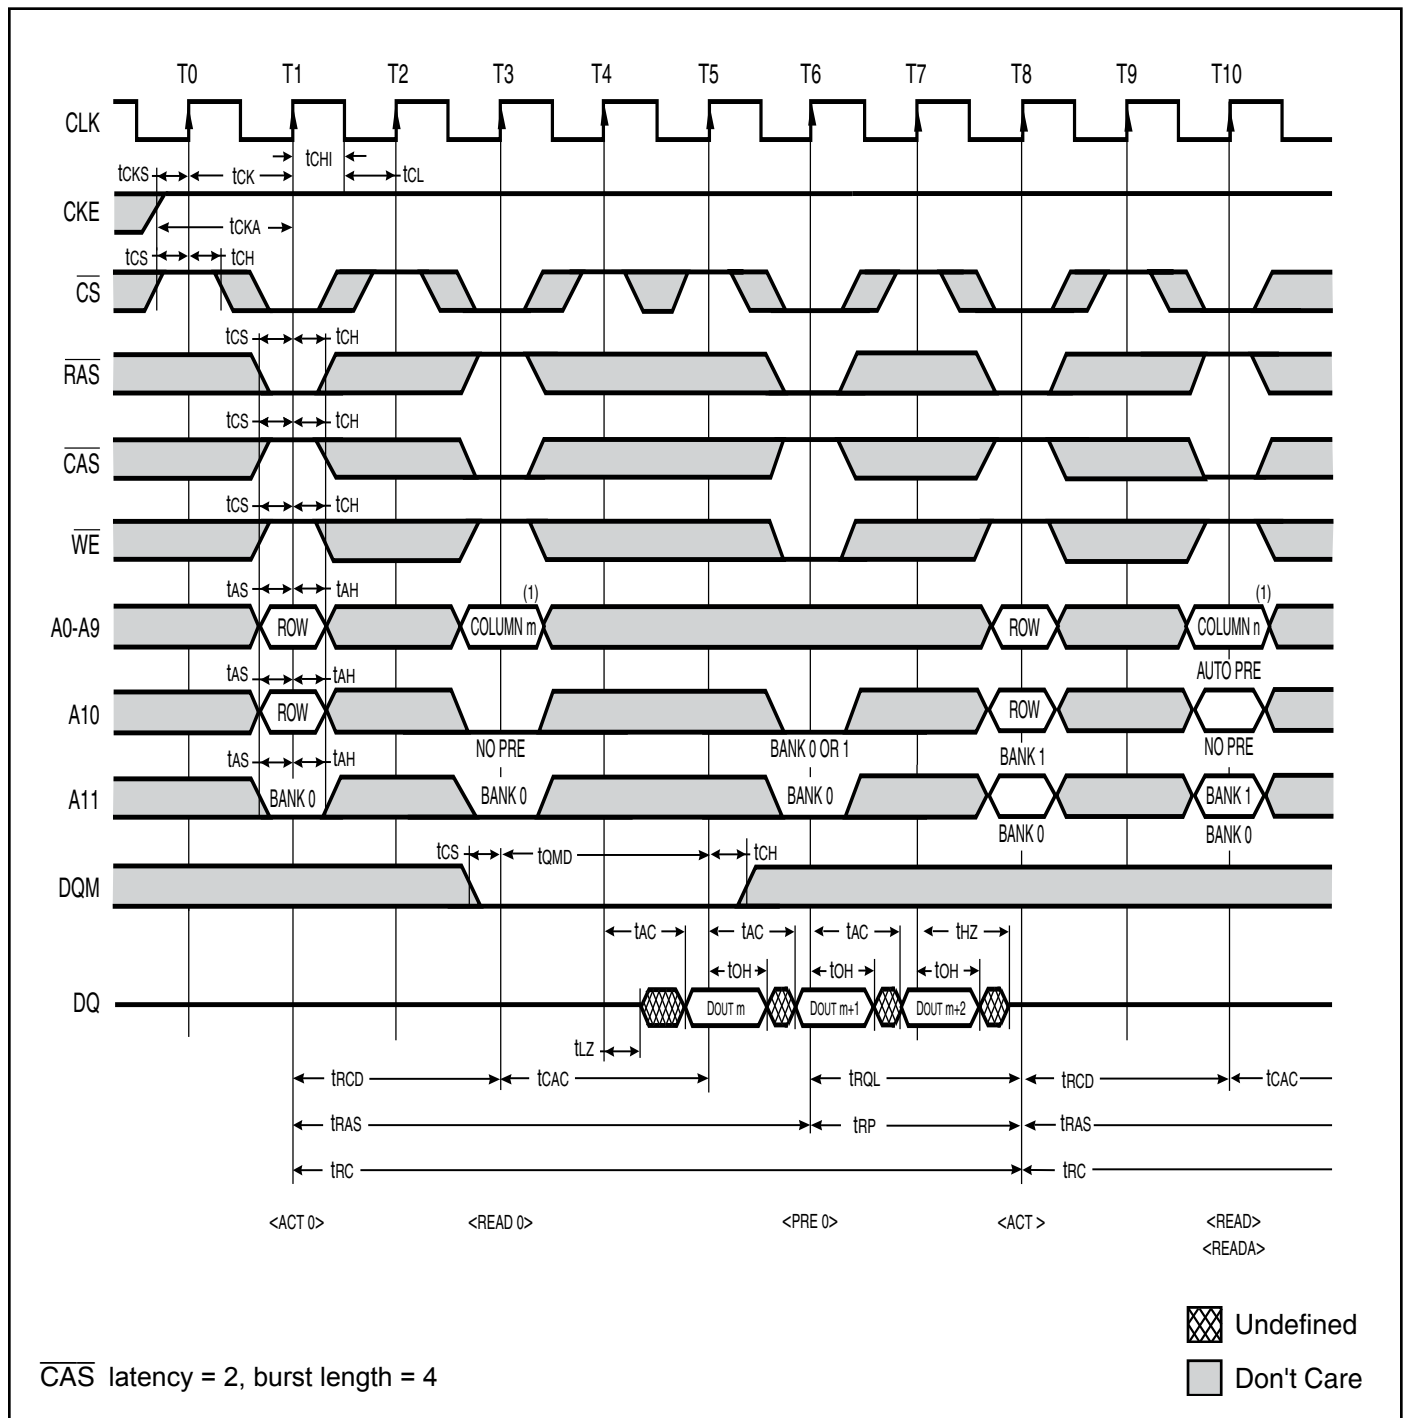 T0 T1 T2 T3 T4 T5 T6 T7 T8 T9 T10
CLK
tCHI
tCKS tCK tCL
CKE
tCKA
tCS tCH
CS
tCS tCH
RAS
tCS tCH
CAS
tCS tCH
WE
tAS tAH (1) (1)
A0-A9 ROW COLUMN m ROW COLUMN n
tAS tAH AUTO PRE
A10 ROW ROW
NO PRE BANK 0 OR 1 BANK 1 NO PRE
tAS tAH
A11 BANK 0 BANK 0 BANK 0 BANK 1
BANK 0 BANK 0
tCS tQMD tCH
DQM
tAC tAC tAC tHZ
tOH tOH tOH
DQ DOUT m DOUT m+1 DOUT m+2
tLZ
tRCD tCAC tRQL tRCD tCAC
tRAS tRP tRAS
tRC tRC
<ACT 0> <READ 0> <PRE 0> <ACT > <READ>
<READA>
Undefined
CAS latency = 2, burst length = 4
Don't Care